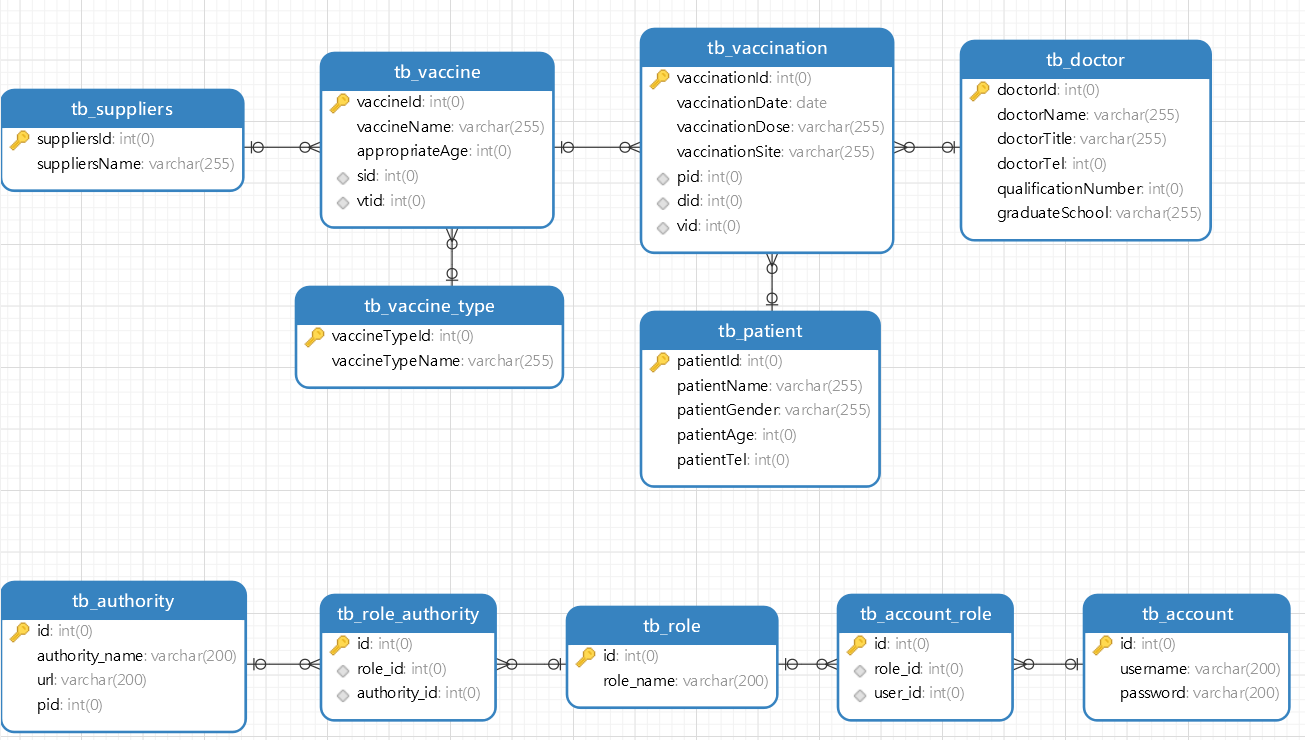 tb_suppliers
suppliersId: int(0)
suppliersName: varchar(255)
tb_vaccine
vaccineId: int(0)
vaccineName: varchar(255)
appropriateAge: int(0)
sid: int(0)
vtid: int(0)
tb_vaccination
vaccinationId: int(0)
vaccinationDate: date
vaccinationDose: varchar(255)
vaccinationSite: varchar(255)
pid: int(0)
did: int(0)
vid: int(0)
tb_doctor
doctorId: int(0)
doctorName: varchar(255)
doctorTitle: varchar(255)
doctorTel: int(0)
qualificationNumber: int(0)
graduateSchool: varchar(255)
tb_vaccine_type
vaccineTypeId: int(0)
vaccineTypeName: varchar(255)
tb_patient
patientId: int(0)
patientName: varchar(255)
patientGender: varchar(255)
patientAge: int(0)
patientTel: int(0)
tb_authority
id: int(0)
authority_name: varchar(200)
url: varchar(200)
pid: int(0)
tb_role_authority
id: int(0)
role_id: int(0)
authority_id: int(0)
tb_role
id: int(0)
role_name: varchar(200)
tb_account_role
id: int(0)
role_id: int(0)
user_id: int(0)
tb_account
id: int(0)
username: varchar(200)
password: varchar(200)